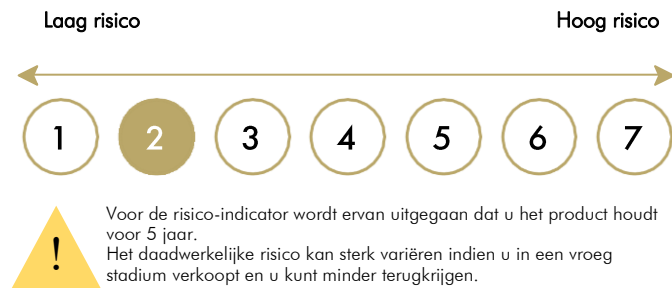 Laag risico Hoog risico
1 2 3 4 5 6 7
Voor de risico-indicator wordt ervan uitgegaan dat u het product houdt
voor 5 jaar.
Het daadwerkelijke risico kan sterk variëren indien u in een vroeg
stadium verkoopt en u kunt minder terugkrijgen.
!